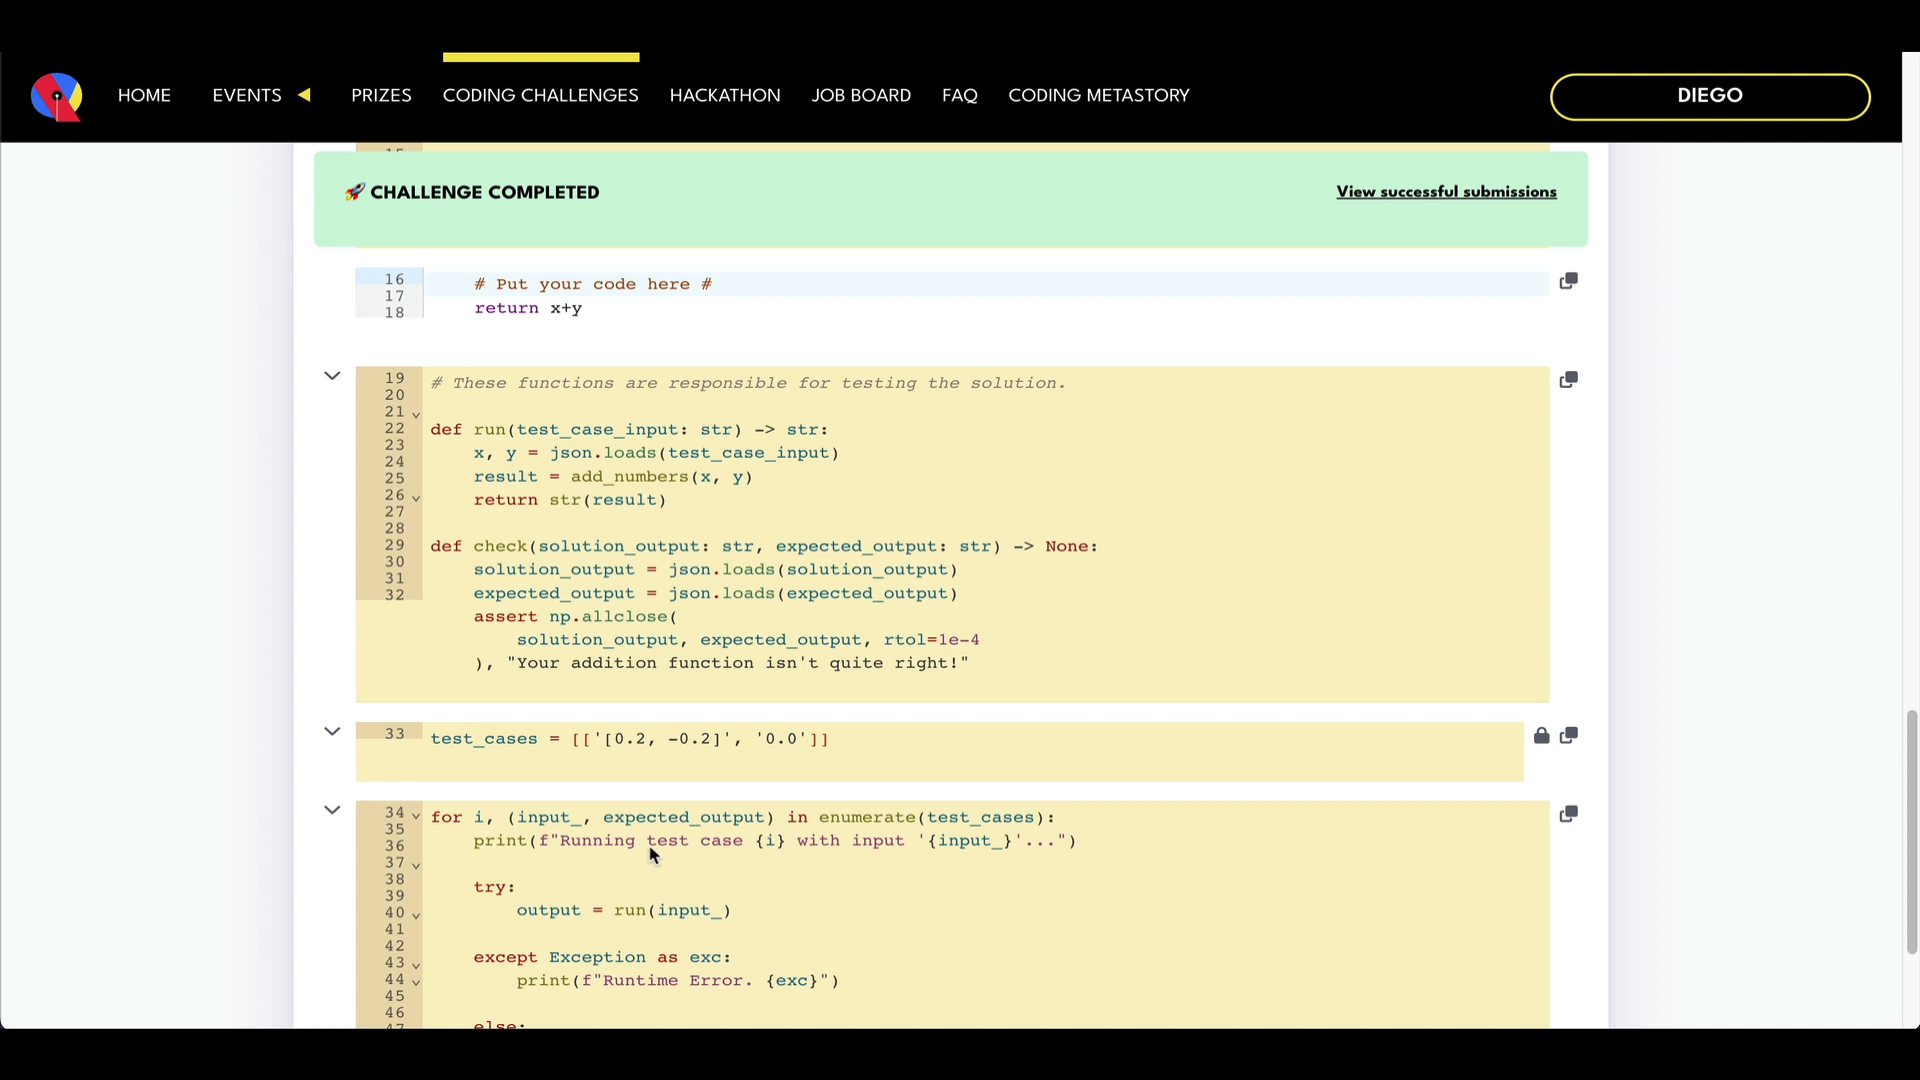 HOME EVENTS PRIZES CODING CHALLENGES HACKATHON JOB BOARD FAQ CODING METASTORY DIEGO
🚀 CHALLENGE COMPLETED View successful submissions
16 # Put your code here #
17 return x+y
18
19 # These functions are responsible for testing the solution.
20
21 def run(test_case_input: str) -> str:
22 x, y = json.loads(test_case_input)
23 result = add_numbers(x, y)
24 return str(result)
25
26 def check(solution_output: str, expected_output: str) -> None:
27 solution_output = json.loads(solution_output)
28 expected_output = json.loads(expected_output)
29 assert np.allclose(
30 solution_output, expected_output, rtol=1e-4
31 ), "Your addition function isn't quite right!"
32
33 test_cases = [['[0.2, -0.2]', '0.0']]
34 for i, (input_, expected_output) in enumerate(test_cases):
35 print(f"Running test case {i} with input '{input_}'...")
36
37 try:
38 output = run(input_)
39
40 except Exception as exc:
41 print(f"Runtime Error. {exc}")
42
43 else:
44
45
46